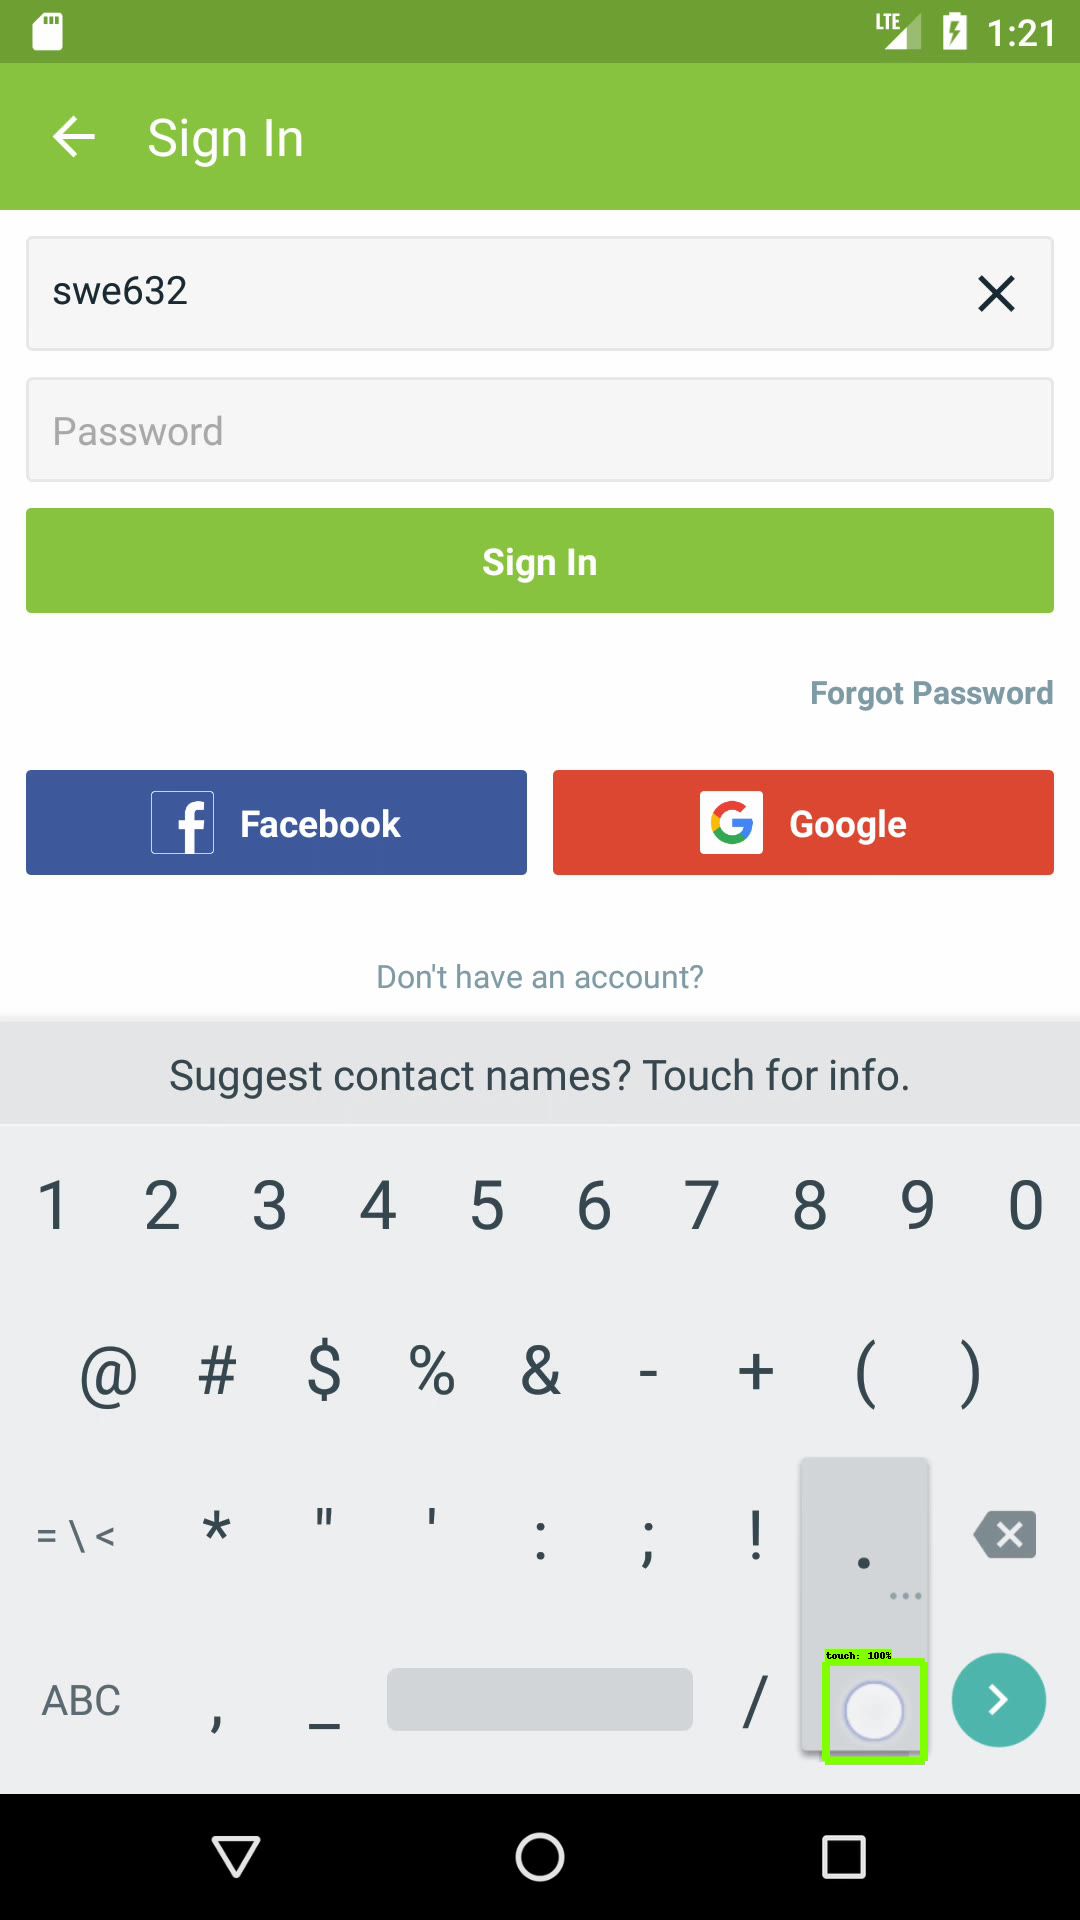 LTE 1:21
Sign In
swe632
Password
Sign In
Forgot Password
Facebook
G Google
Don't have an account?
Suggest contact names? Touch for info.
1 2 3 4 5 6 7 8 9 0
@ # $ % & - + ( )
= \ < * " ' : ; ! . ...
touch: 100%
ABC , _ /